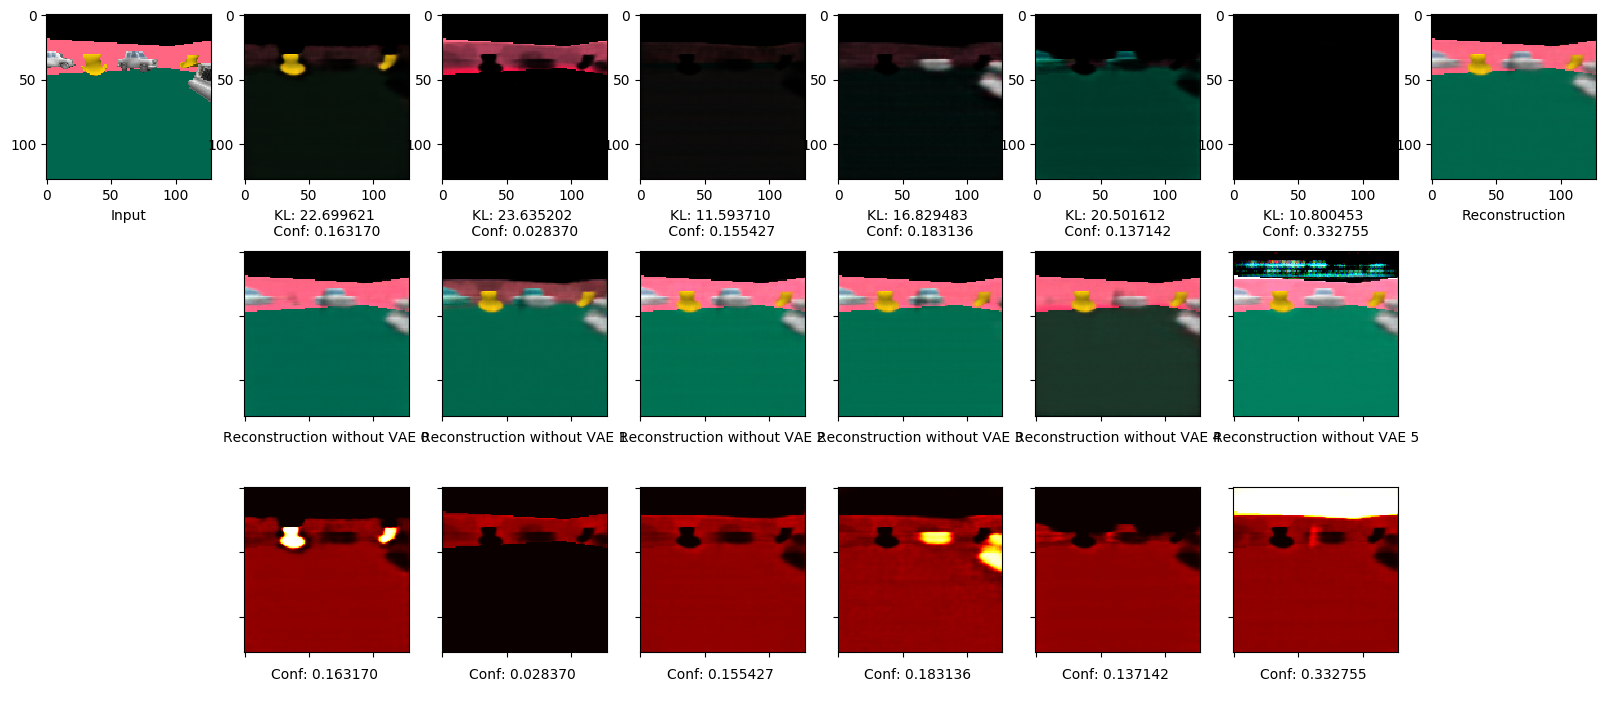 0
50
100
0 50 100
Input
0
50
100
0 50 100
KL: 22.699621
Conf: 0.163170
0 50 100
KL: 23.635202
Conf: 0.028370
0
50
100
0 50 100
KL: 11.593710
Conf: 0.155427
0
50
100
0 50 100
KL: 16.829483
Conf: 0.183136
0
50
100
0 50 100
KL: 20.501612
Conf: 0.137142
0
50
100
0 50 100
KL: 10.800453
Conf: 0.332755
0
50
100
0 50 100
Reconstruction
Reconstruction without VAE 0
Reconstruction without VAE 1
Reconstruction without VAE 2
Reconstruction without VAE 3
Reconstruction without VAE 4
Reconstruction without VAE 5
Conf: 0.163170
Conf: 0.028370
Conf: 0.155427
Conf: 0.183136
Conf: 0.137142
Conf: 0.332755